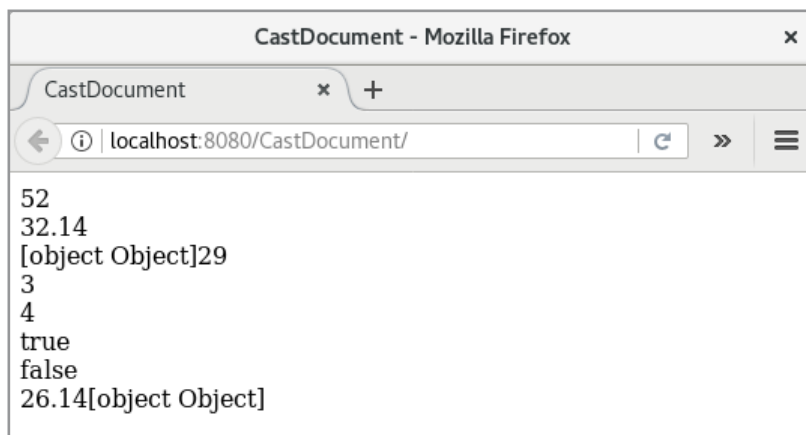 CastDocument - Mozilla Firefox ×
CastDocument × +
localhost:8080/CastDocument/
52
32.14
[object Object]29
3
4
true
false
26.14[object Object]